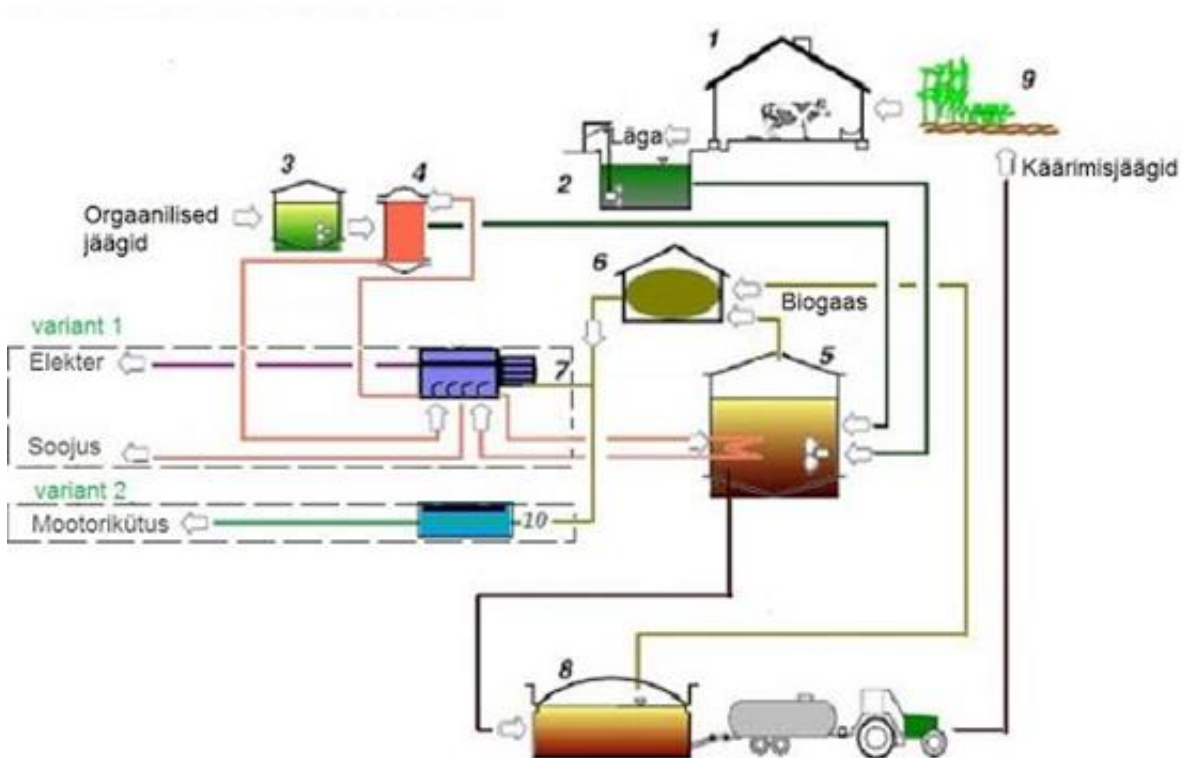 1
9
Läga
2
Käärimisjäägid
3
4
Orgaanilised
jäägid
6
Biogaas
5
variant 1
Elekter
7
Soojus
variant 2
Mootorikütus
10
8